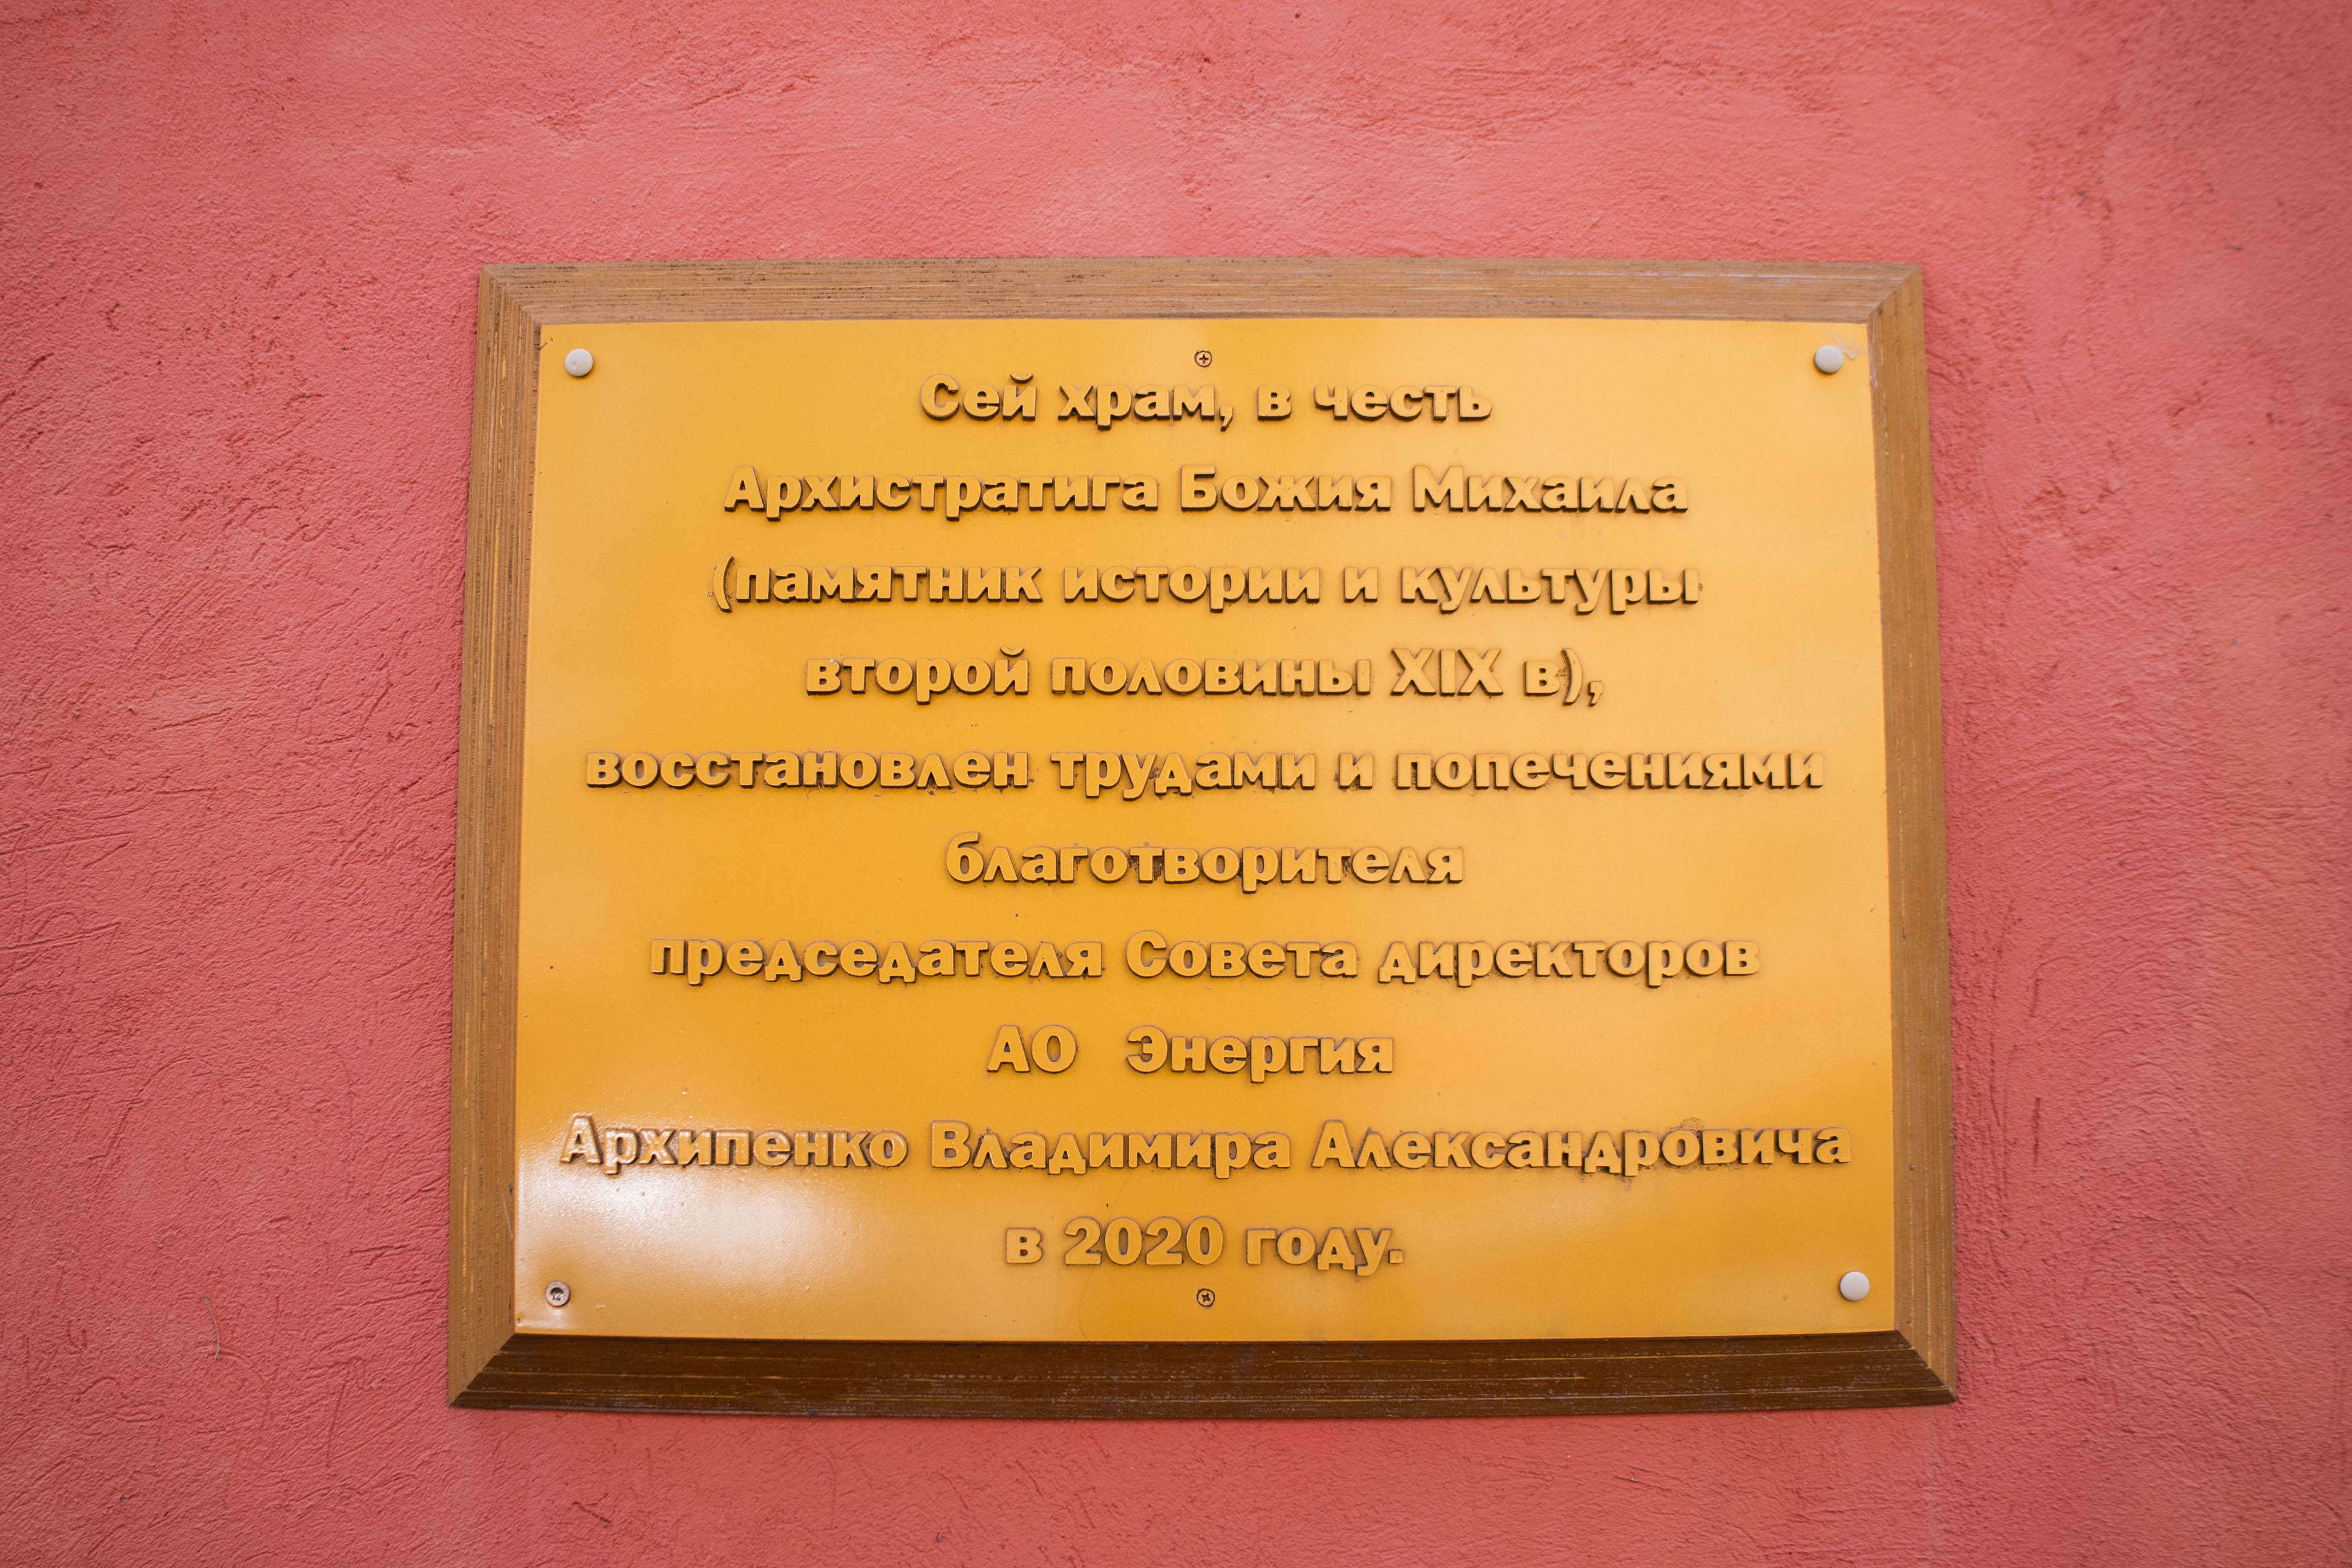 Сей храм, в честь
Архистратига Божия Михаила
(памятник истории и культуры
второй половины XIX в),
восстановлен трудами и попечениями
благотворителя
председателя Совета директоров
АО Энергия
Архипенко Владимира Александровича
в 2020 году.